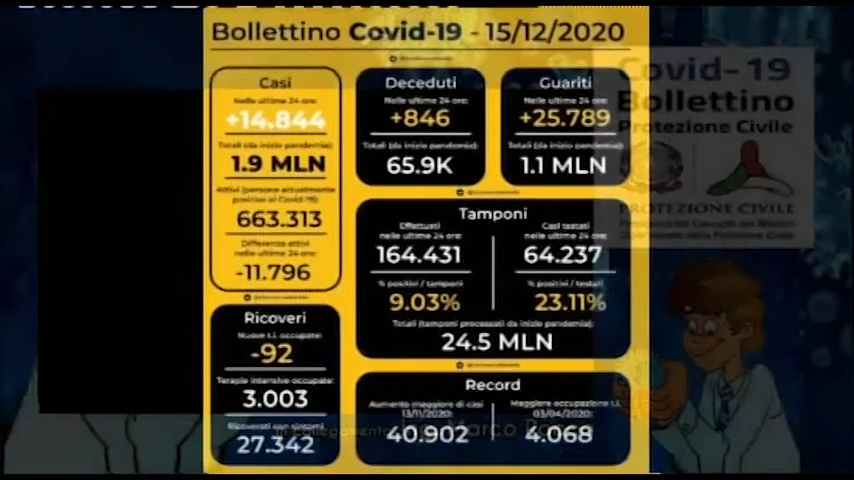 Bollettino Covid-19 - 15/12/2020
Casi
Nelle ultime 24 ore:
+14.844
Totali (da inizio pandemia):
1.9 MLN
Attivi (persone attualmente
positive al Covid-19):
663.313
Differenza attivi
nelle ultime 24 ore:
-11.796
Deceduti
Nelle ultime 24 ore:
+846
Totali (da inizio pandemia):
65.9K
Guariti
Nelle ultime 24 ore:
+25.789
Totali (da inizio pandemia):
1.1 MLN
Tamponi
Effettuati
nelle ultime 24 ore:
164.431
% positivi / tamponi
9.03%
Casi testati
nelle ultime 24 ore:
64.237
% positivi / testati
23.11%
Totali (tamponi processati da inizio pandemia):
24.5 MLN
Ricoveri
Nuove t.i. occupate:
-92
Terapie intensive occupate:
3.003
Ricoverati con sintomi:
27.342
Record
Aumento maggiore di casi
13/11/2020:
40.902
Maggiore occupazione t.i.
03/04/2020:
4.068
Covid-19
Bollettino
Protezione Civile
PROTEZIONE CIVILE
in collegamento
Marco